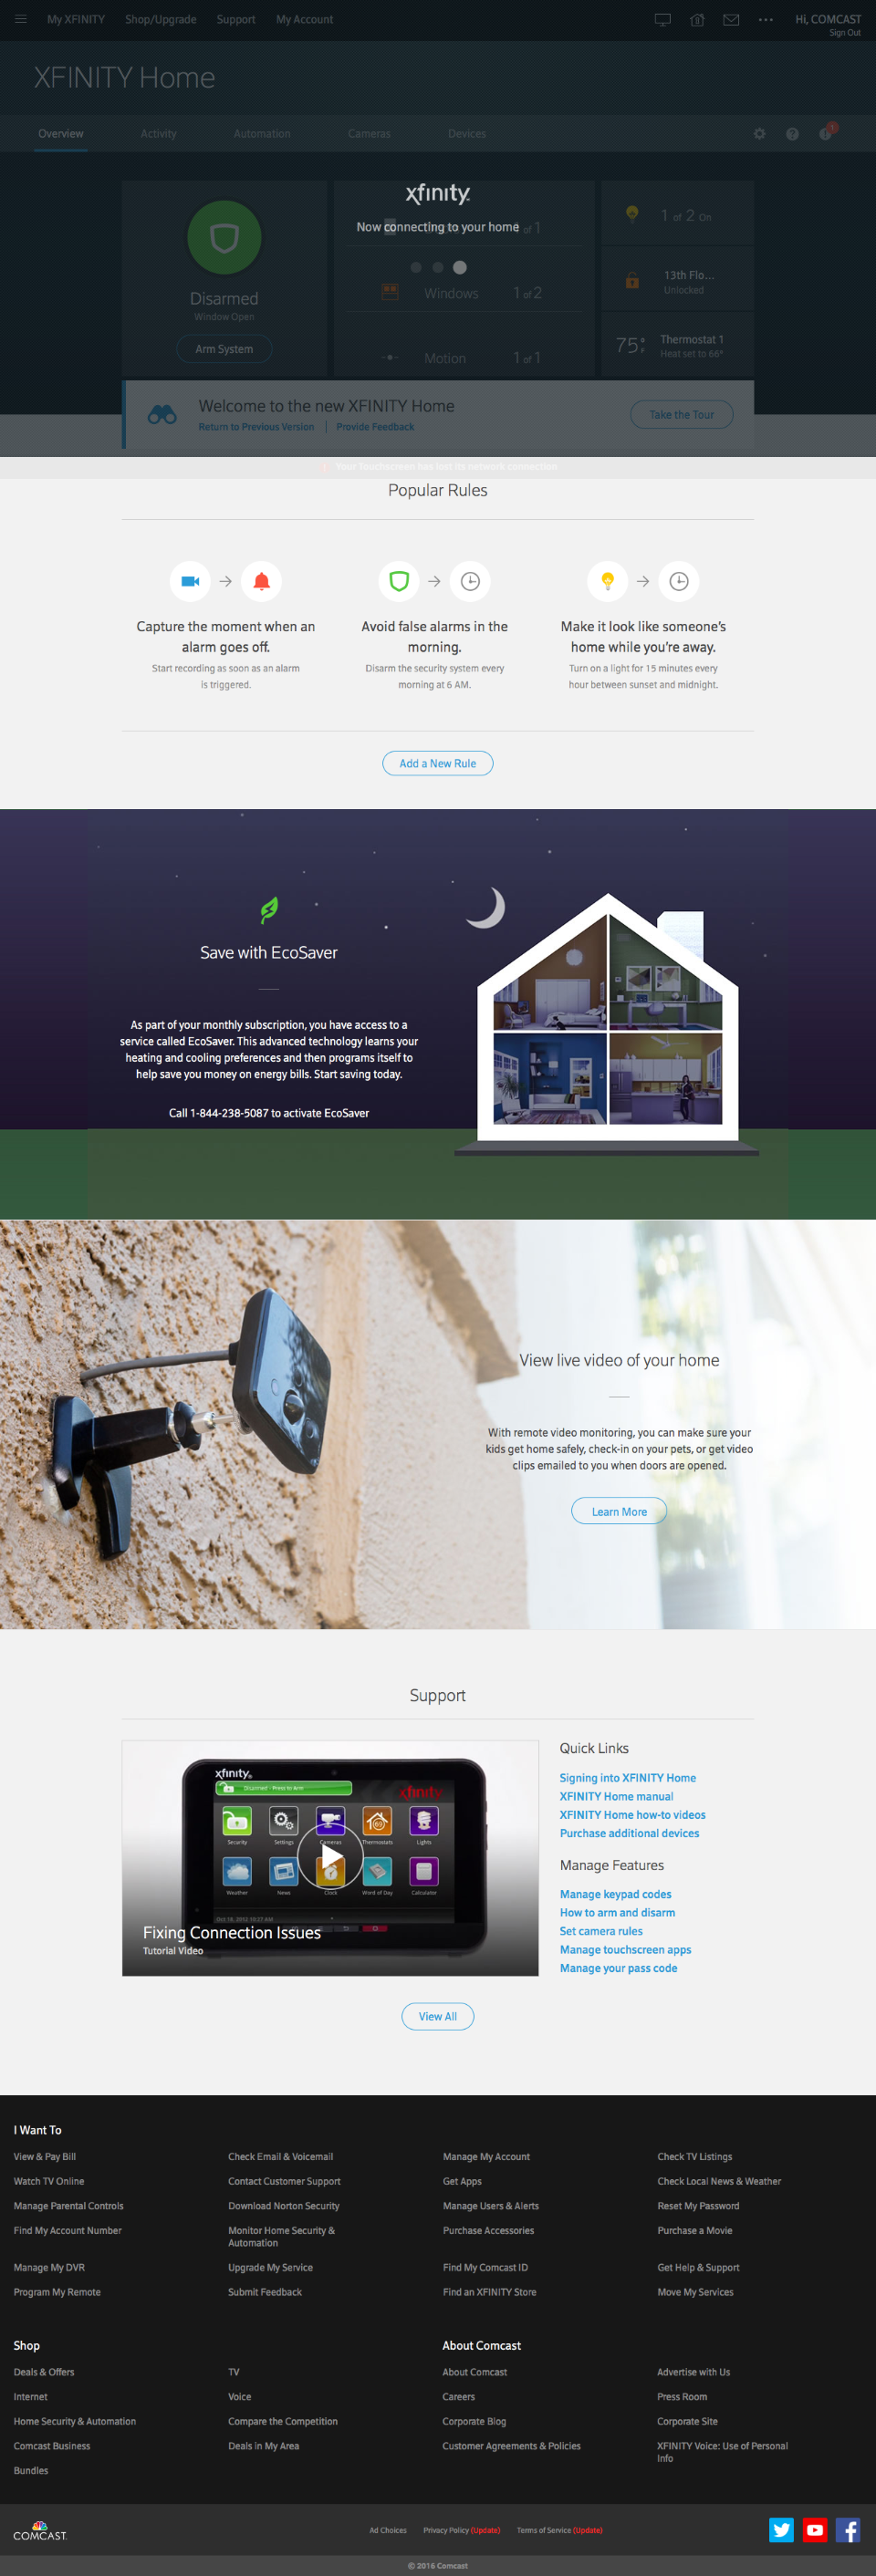 My XFINITY Shop/Upgrade Support My Account Hi, COMCAST
Sign Out
XFINITY Home
Overview Activity Automation Cameras Devices 1
xfinity
Now connecting to your home
of 1
Disarmed
Window Open
Arm System
Windows 1 of 2
Motion 1 of 1
1 of 2 On
13th Flo...
Unlocked
75° Thermostat 1
Heat set to 66°
Welcome to the new XFINITY Home
Return to Previous Version | Provide Feedback
Take the Tour
Your Touchscreen has lost its network connection
Popular Rules
Capture the moment when an
alarm goes off.
Start recording as soon as an alarm
is triggered.
Avoid false alarms in the
morning.
Disarm the security system every
morning at 6 AM.
Make it look like someone's
home while you're away.
Turn on a light for 15 minutes every
hour between sunset and midnight.
Add a New Rule
Save with EcoSaver
As part of your monthly subscription, you have access to a
service called EcoSaver. This advanced technology learns your
heating and cooling preferences and then programs itself to
help save you money on energy bills. Start saving today.
Call 1-844-238-5087 to activate EcoSaver
View live video of your home
With remote video monitoring, you can make sure your
kids get home safely, check-in on your pets, or get video
clips emailed to you when doors are opened.
Learn More
Support
xfinity
Disarmed - Press to Arm
xfinity
Security Settings Cameras Thermostats Lights
Weather News Clock Word of Day Calculator
Oct 18, 2012 10:27 AM
Fixing Connection Issues
Tutorial Video
Quick Links
Signing into XFINITY Home
XFINITY Home manual
XFINITY Home how-to videos
Purchase additional devices
Manage Features
Manage keypad codes
How to arm and disarm
Set camera rules
Manage touchscreen apps
Manage your pass code
View All
I Want To
View & Pay Bill Check Email & Voicemail Manage My Account Check TV Listings
Watch TV Online Contact Customer Support Get Apps Check Local News & Weather
Manage Parental Controls Download Norton Security Manage Users & Alerts Reset My Password
Find My Account Number Monitor Home Security & Purchase Accessories Purchase a Movie
Automation
Manage My DVR Upgrade My Service Find My Comcast ID Get Help & Support
Program My Remote Submit Feedback Find an XFINITY Store Move My Services
Shop About Comcast
Deals & Offers TV About Comcast Advertise with Us
Internet Voice Careers Press Room
Home Security & Automation Compare the Competition Corporate Blog Corporate Site
Comcast Business Deals in My Area Customer Agreements & Policies XFINITY Voice: Use of Personal
Info
Bundles
COMCAST Ad Choices Privacy Policy (Update) Terms of Service (Update)
© 2016 Comcast